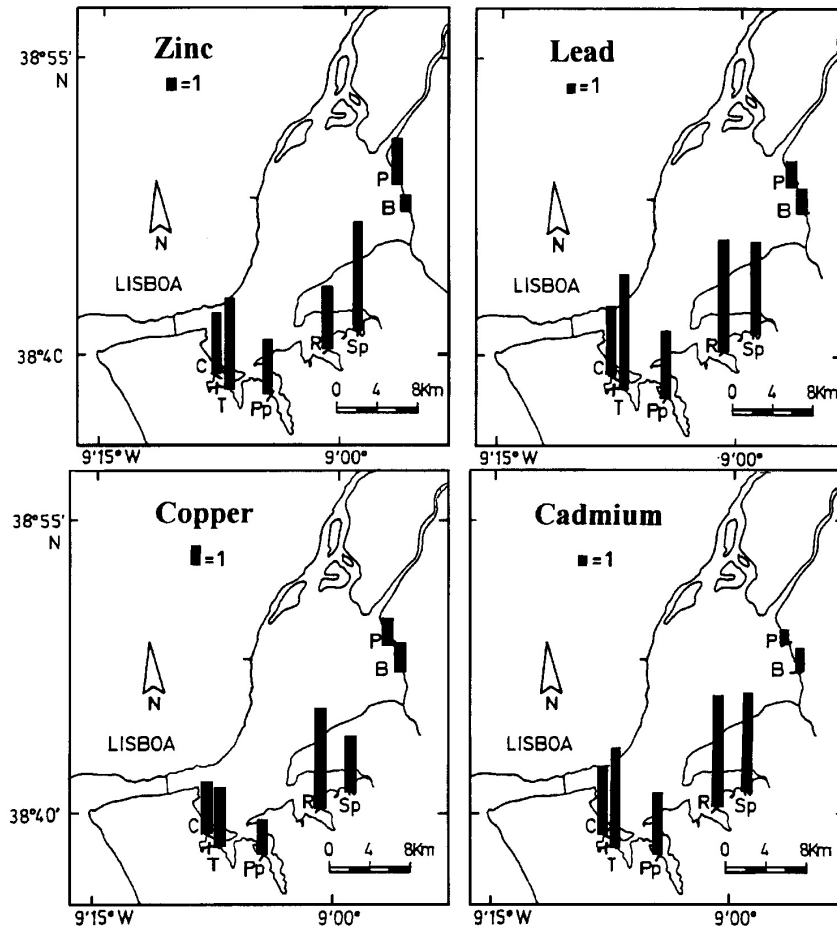 Zinc
=1
38°55'
N
P
B
N
LISBOA
R
Sp
38°40'
C
T
Pp
0 4 8Km
9°15'W
9°00'
Lead
=1
P
B
N
LISBOA
R
Sp
C
T
Pp
0 4 8Km
9°15'W
9°00'
Copper
=1
38°55'
N
P
B
N
LISBOA
R
Sp
38°40'
C
T
Pp
0 4 8Km
9°15'W
9°00'
Cadmium
=1
P
B
N
LISBOA
R
Sp
C
T
Pp
0 4 8Km
9°15'W
9°00'